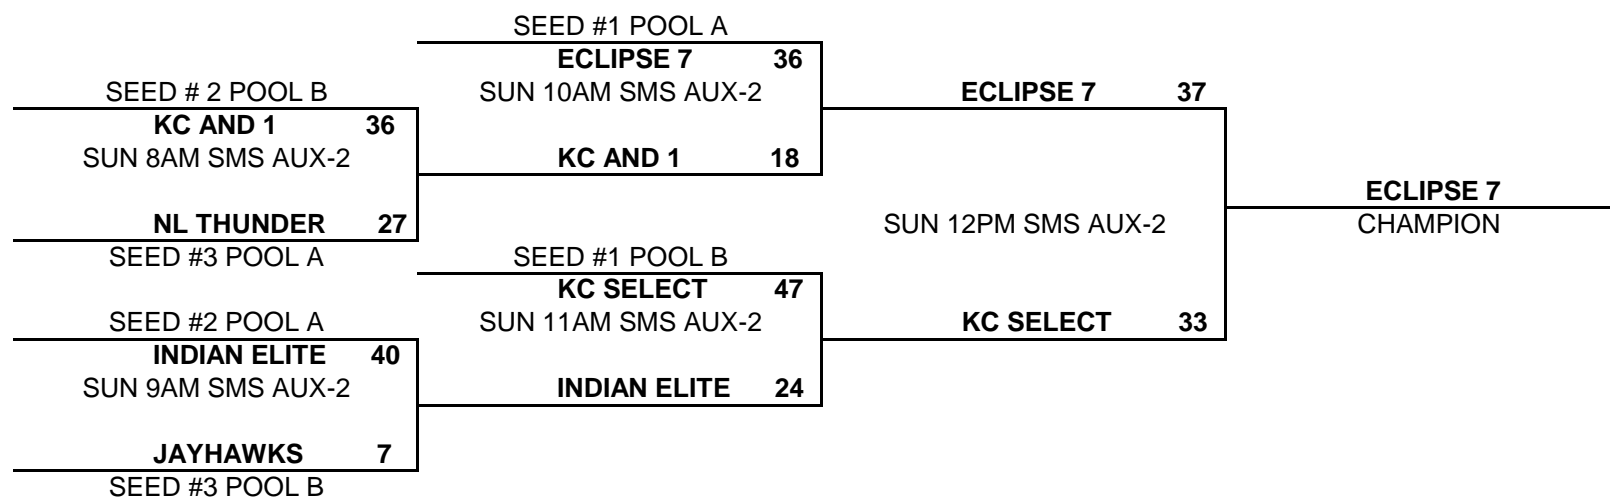 SEED #1 POOL A
ECLIPSE 7 36
SEED # 2 POOL B
SUN 10AM SMS AUX-2
ECLIPSE 7 37
KC AND 1 36
SUN 8AM SMS AUX-2
KC AND 1 18
ECLIPSE 7
NL THUNDER 27
SUN 12PM SMS AUX-2
CHAMPION
SEED #3 POOL A
SEED #1 POOL B
KC SELECT 47
SEED #2 POOL A
SUN 11AM SMS AUX-2
KC SELECT 33
INDIAN ELITE 40
SUN 9AM SMS AUX-2
INDIAN ELITE 24
JAYHAWKS 7
SEED #3 POOL B